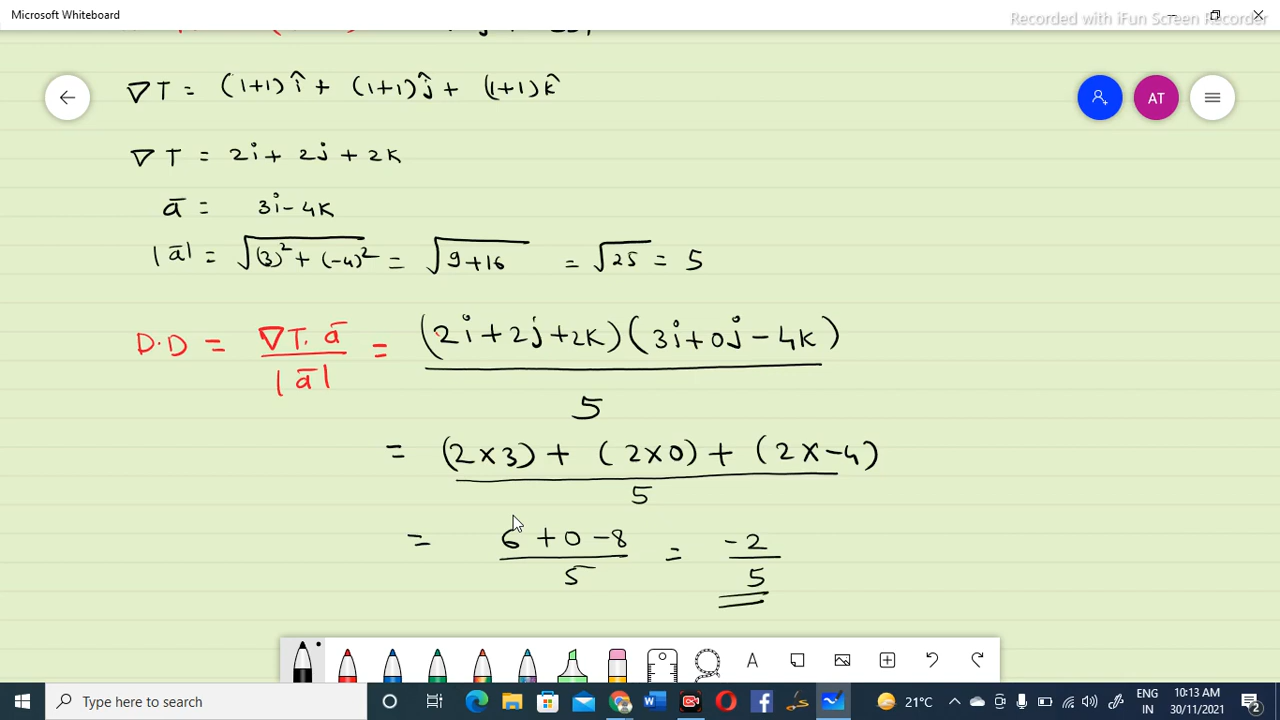 Microsoft Whiteboard
Recorded with iFun Screen Recorder
∇T = (1+1)î + (1+1)ĵ + (1+1)k̂
AT
∇T = 2i + 2j + 2k
ā = 3i - 4k
|ā| = √(3)² + (-4)² = √9+16 = √25 = 5
D.D = ∇T. ā / |ā| = (2i + 2j + 2k)(3i + 0j - 4k) / 5
= (2×3) + (2×0) + (2×-4) / 5
= 6 + 0 - 8 / 5 = -2 / 5
A
Type here to search
21°C
ENG
IN
10:13 AM
30/11/2021
2